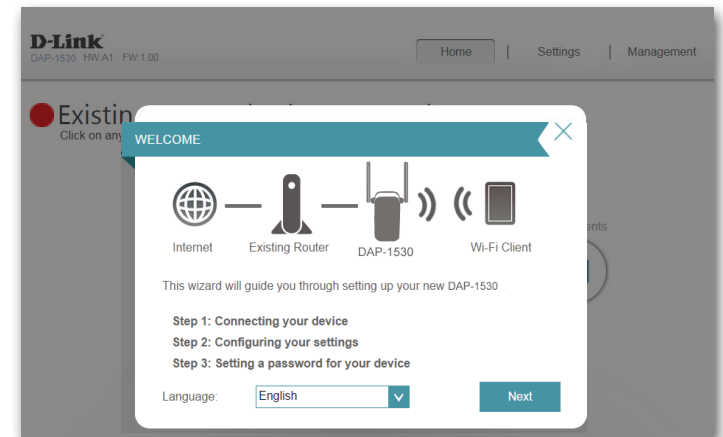 D-Link
DAP-1530 HW:A1 FW:1.00
Home | Settings | Management
Existin
Click on any
WELCOME
Internet
Existing Router
DAP-1530
Wi-Fi Client
ents
This wizard will guide you through setting up your new DAP-1530
Step 1: Connecting your device
Step 2: Configuring your settings
Step 3: Setting a password for your device
Language: English
Next